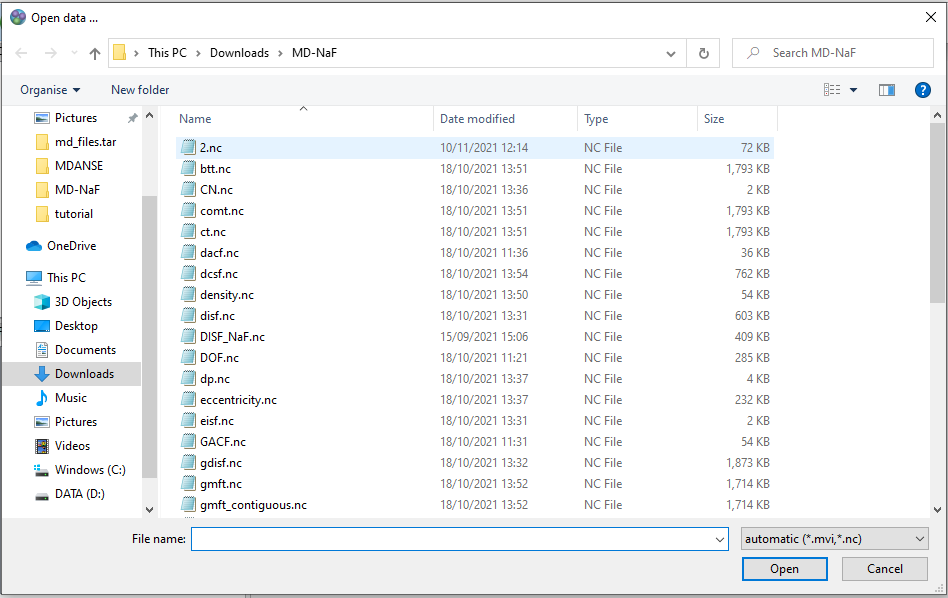 Open data ...
This PC > Downloads > MD-NaF
Search MD-NaF
Organise New folder
Name Date modified Type Size
Pictures
md_files.tar
MDANSE
MD-NaF
tutorial
OneDrive
This PC
3D Objects
Desktop
Documents
Downloads
Music
Pictures
Videos
Windows (C:)
DATA (D:)
2.nc 10/11/2021 12:14 NC File 72 KB
btt.nc 18/10/2021 13:51 NC File 1,793 KB
CN.nc 18/10/2021 13:36 NC File 2 KB
comt.nc 18/10/2021 13:51 NC File 1,793 KB
ct.nc 18/10/2021 13:51 NC File 1,793 KB
dacf.nc 18/10/2021 11:36 NC File 36 KB
dcsf.nc 18/10/2021 13:54 NC File 762 KB
density.nc 18/10/2021 13:50 NC File 54 KB
disf.nc 18/10/2021 13:31 NC File 603 KB
DISF_NaF.nc 15/09/2021 15:06 NC File 409 KB
DOF.nc 18/10/2021 11:21 NC File 285 KB
dp.nc 18/10/2021 13:37 NC File 4 KB
eccentricity.nc 18/10/2021 13:37 NC File 232 KB
eisf.nc 18/10/2021 13:31 NC File 2 KB
GACF.nc 18/10/2021 11:31 NC File 54 KB
gdisf.nc 18/10/2021 13:32 NC File 1,873 KB
gmft.nc 18/10/2021 13:52 NC File 1,714 KB
gmft_contiguous.nc 18/10/2021 13:52 NC File 1,714 KB
File name: automatic (*.mvi,*.nc)
Open Cancel